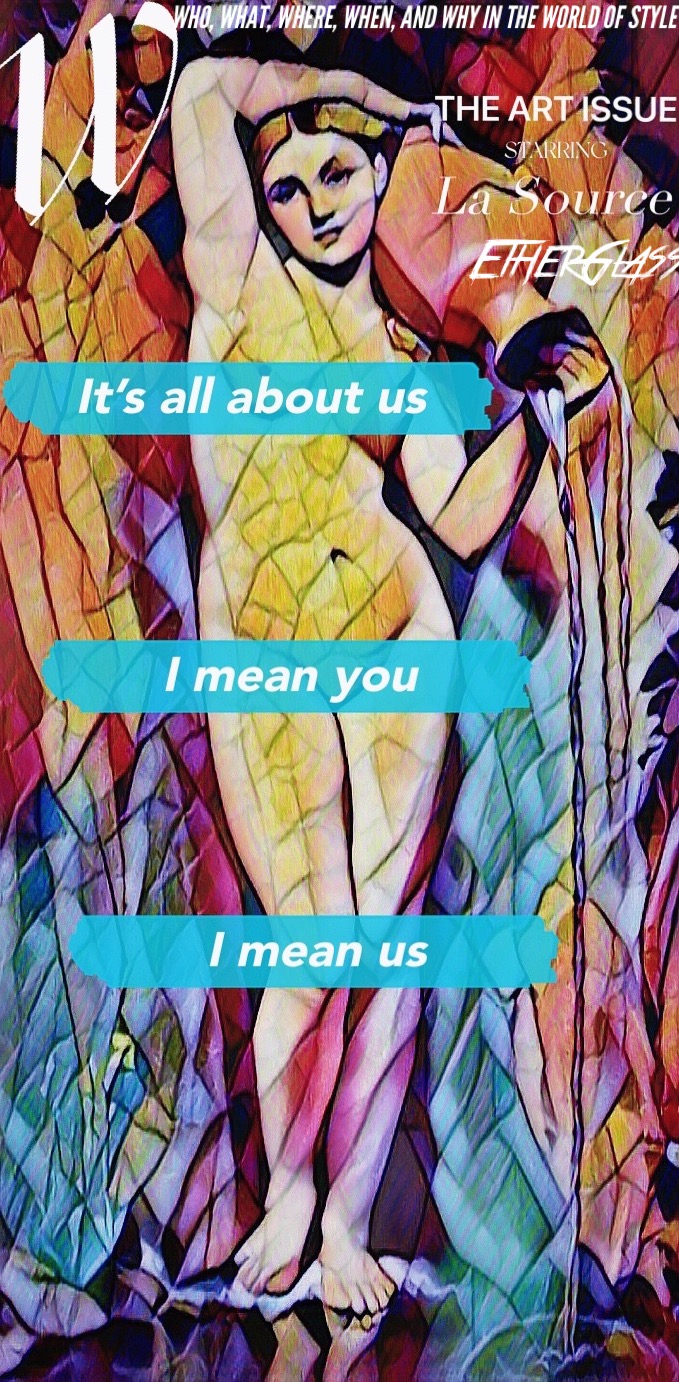 W
WHO, WHAT, WHERE, WHEN, AND WHY IN THE WORLD OF STYLE
THE ART ISSUE
STARRING
La Source
ETHERGLASS
It's all about us
I mean you
I mean us